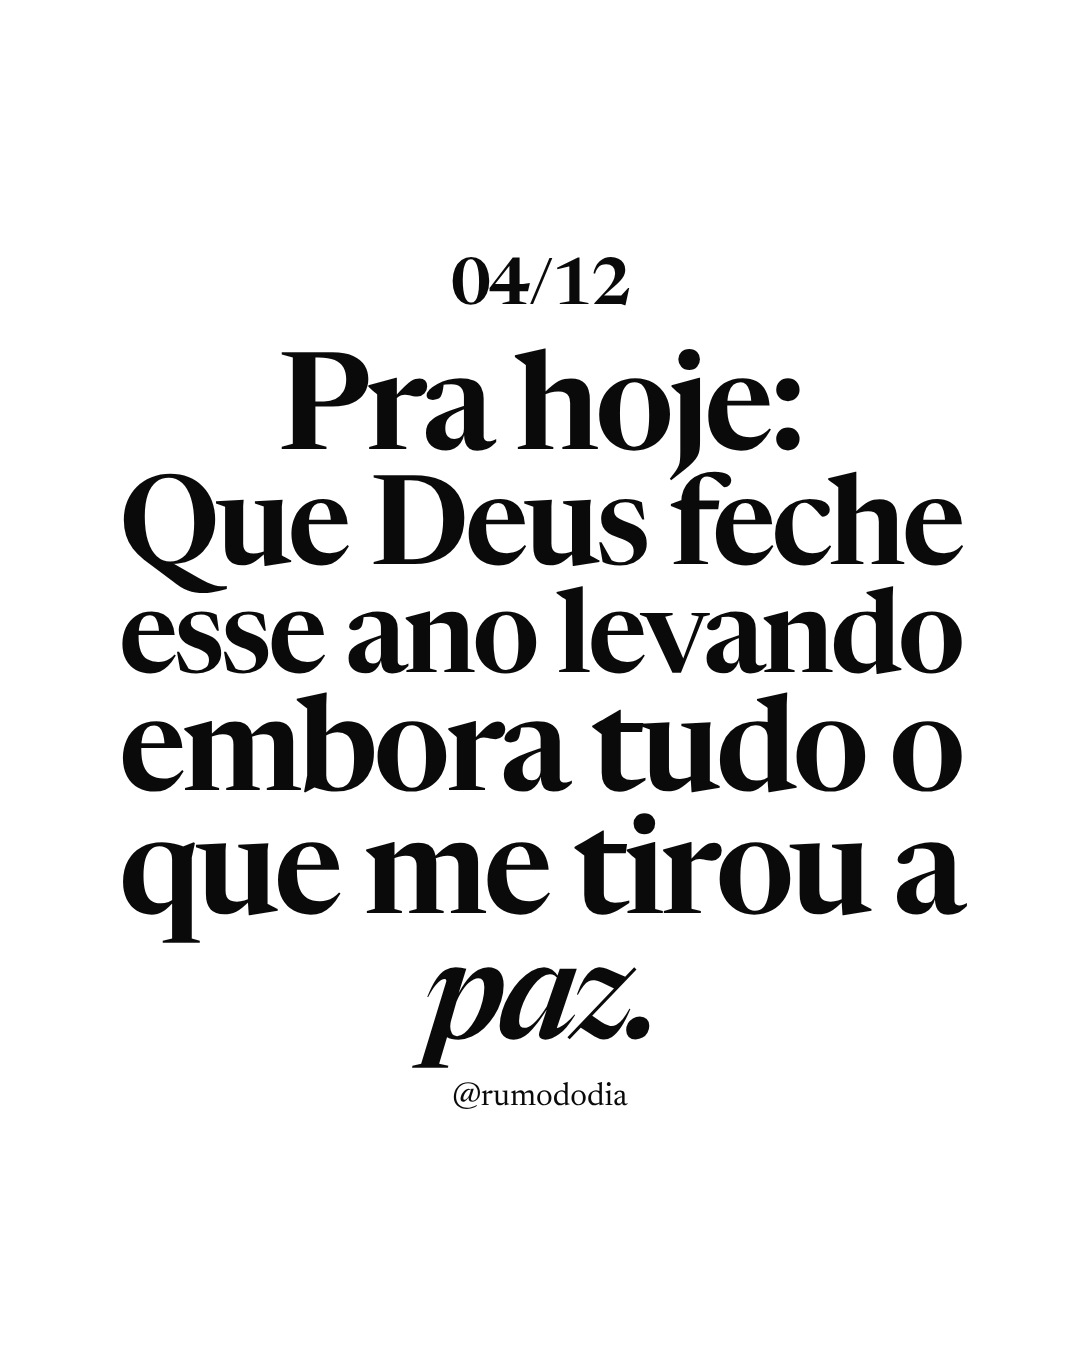 04/12
Pra hoje:
Que Deus feche
esse ano levando
embora tudo o
que me tirou a
paz.
@rumododia